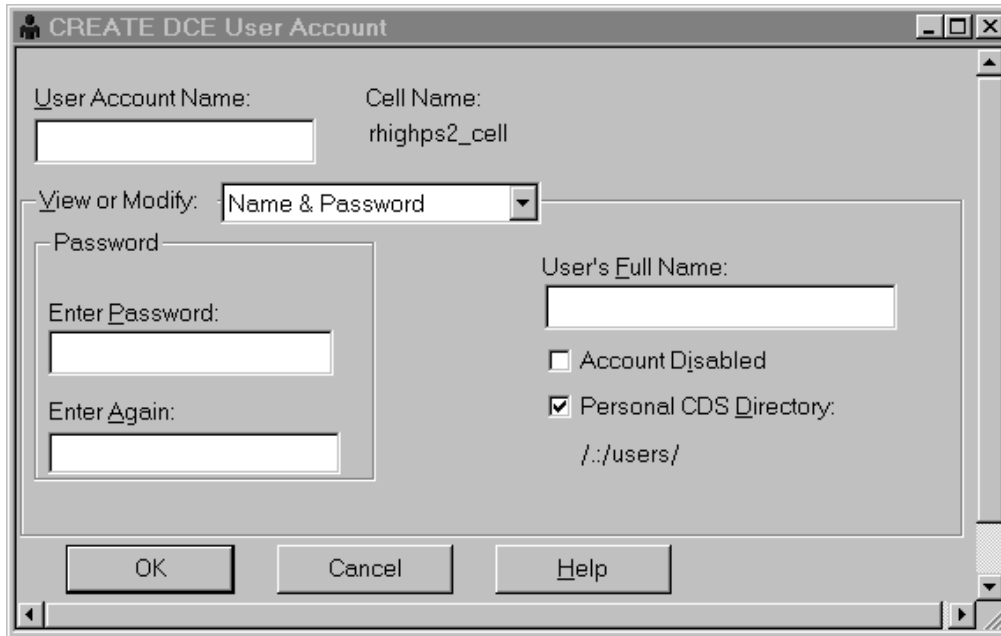 CREATE DCE User Account
User Account Name: Cell Name:
rhighps2_cell
View or Modify: Name & Password
Password
User's Full Name:
Enter Password:
Account Disabled
Enter Again: Personal CDS Directory:
/.:/users/
OK Cancel Help